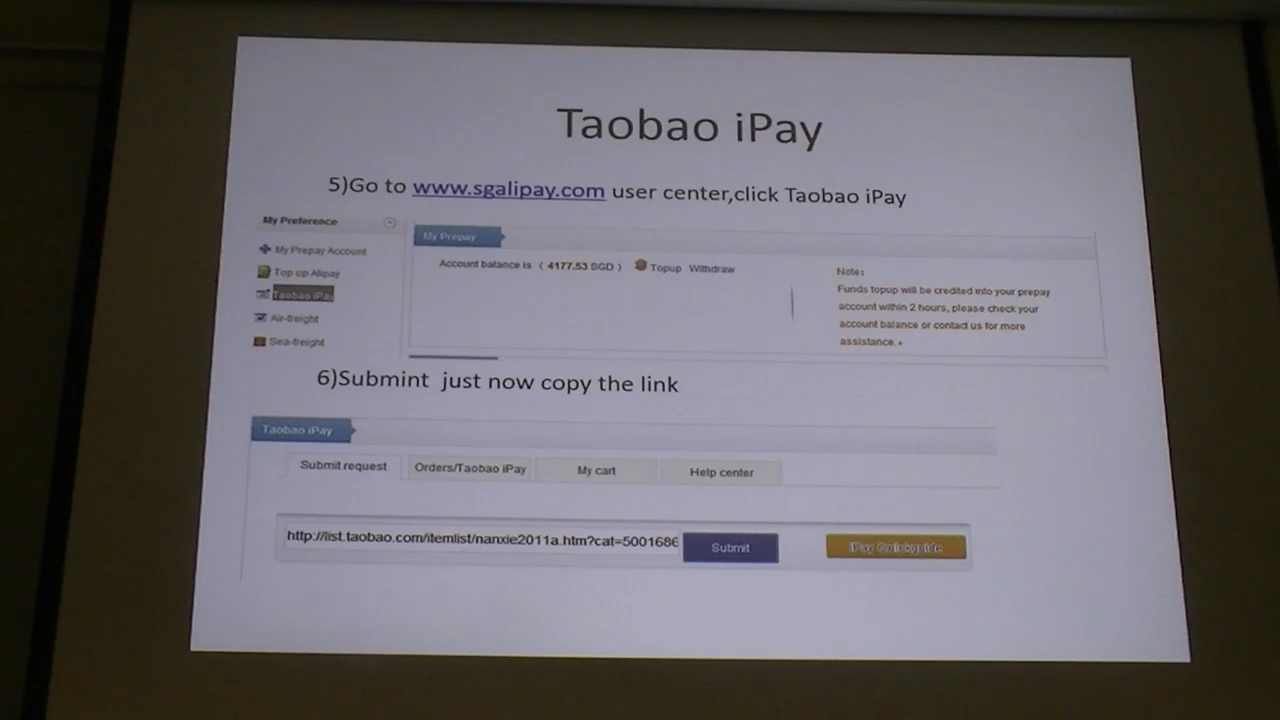 Taobao iPay
5)Go to www.sgalipay.com user center,click Taobao iPay
My Preference
My Prepay Account
Top up Alipay
Taobao iPay
Air-freight
Sea-freight
My Prepay
Account balance is ( 4177.53 SGD ) Topup Withdraw
Note:
Funds topup will be credited into your prepay
account within 2 hours, please check your
account balance or contact us for more
assistance.
6)Submint just now copy the link
Taobao iPay
Submit request Orders/Taobao iPay My cart Help center
http://list.taobao.com/itemlist/nanxie2011a.htm?cat=5001686 Submit iPay Quickguide